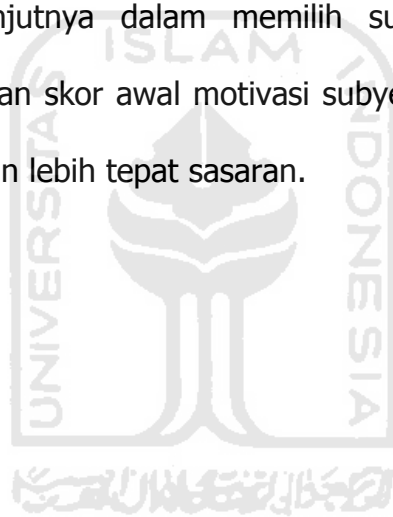 njutnya dalam memilih su
an skor awal motivasi subye
n lebih tepat sasaran.
ISLAM
UNIVERSITAS
INDONESIA